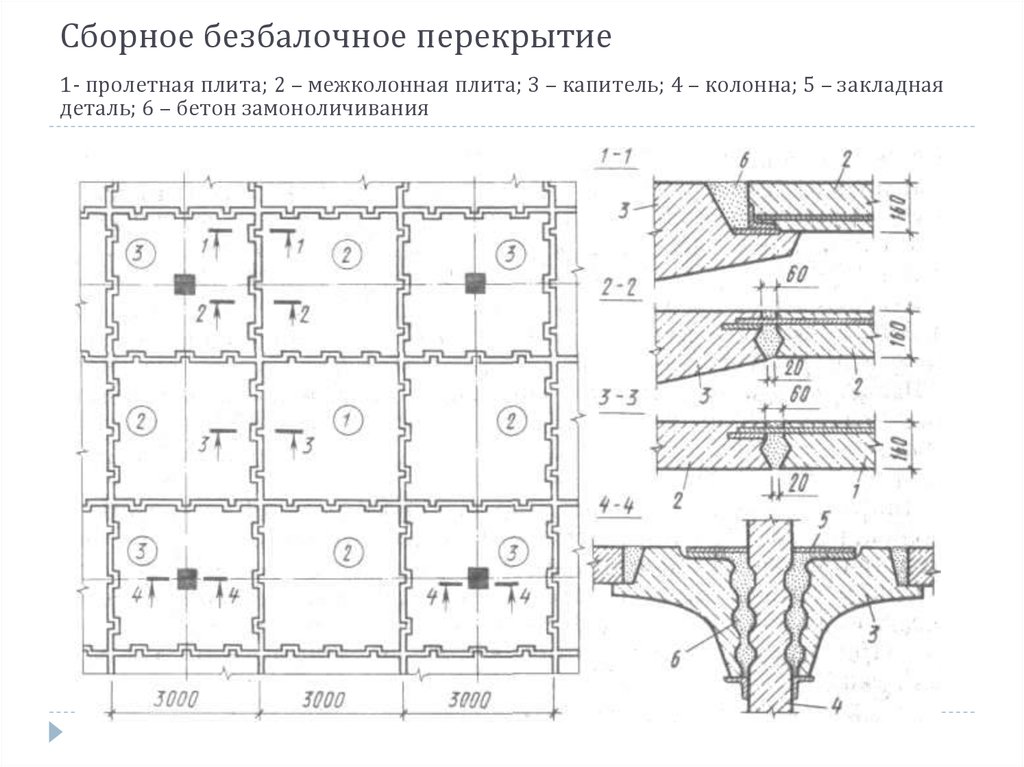 Сборное безбалочное перекрытие
1- пролетная плита; 2 – межколонная плита; 3 – капитель; 4 – колонна; 5 – закладная
деталь; 6 – бетон замоноличивания
3 1 1 2 3
2 2
2 1 2
3 3
3 2 3
4 4 4 4
3000 3000 3000
1-1 6 2
3 160
60
2-2
160
20
3 2
3-3 60
160
20
2 1
4-4
5
3
6
4